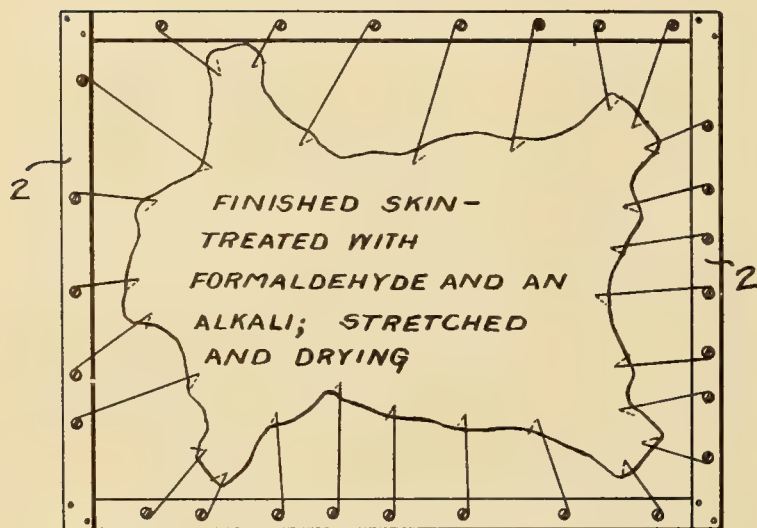 2
FINISHED SKIN-
TREATED WITH
FORMALDEHYDE AND AN
ALKALI; STRETCHED
AND DRYING
2